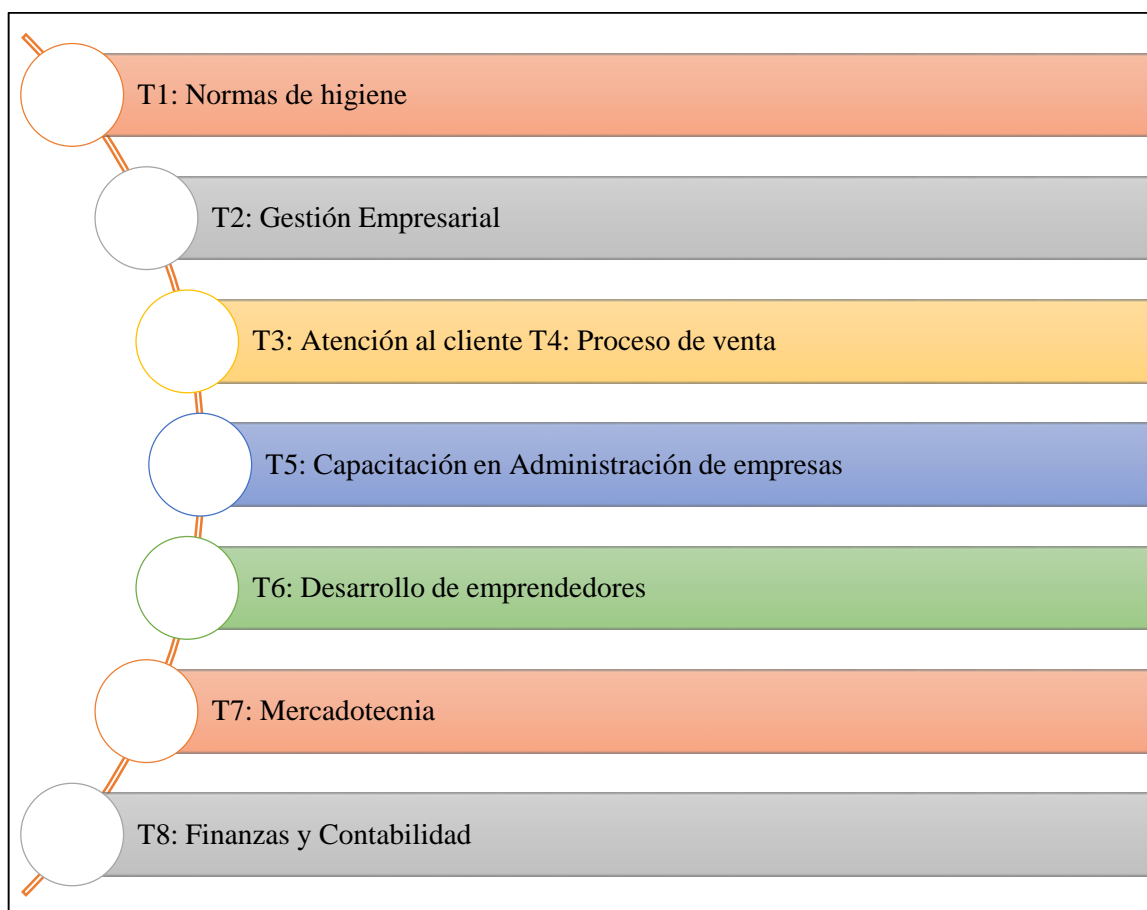 T1: Normas de higiene
T2: Gestión Empresarial
T3: Atención al cliente T4: Proceso de venta
T5: Capacitación en Administración de empresas
T6: Desarrollo de emprendedores
T7: Mercadotecnia
T8: Finanzas y Contabilidad